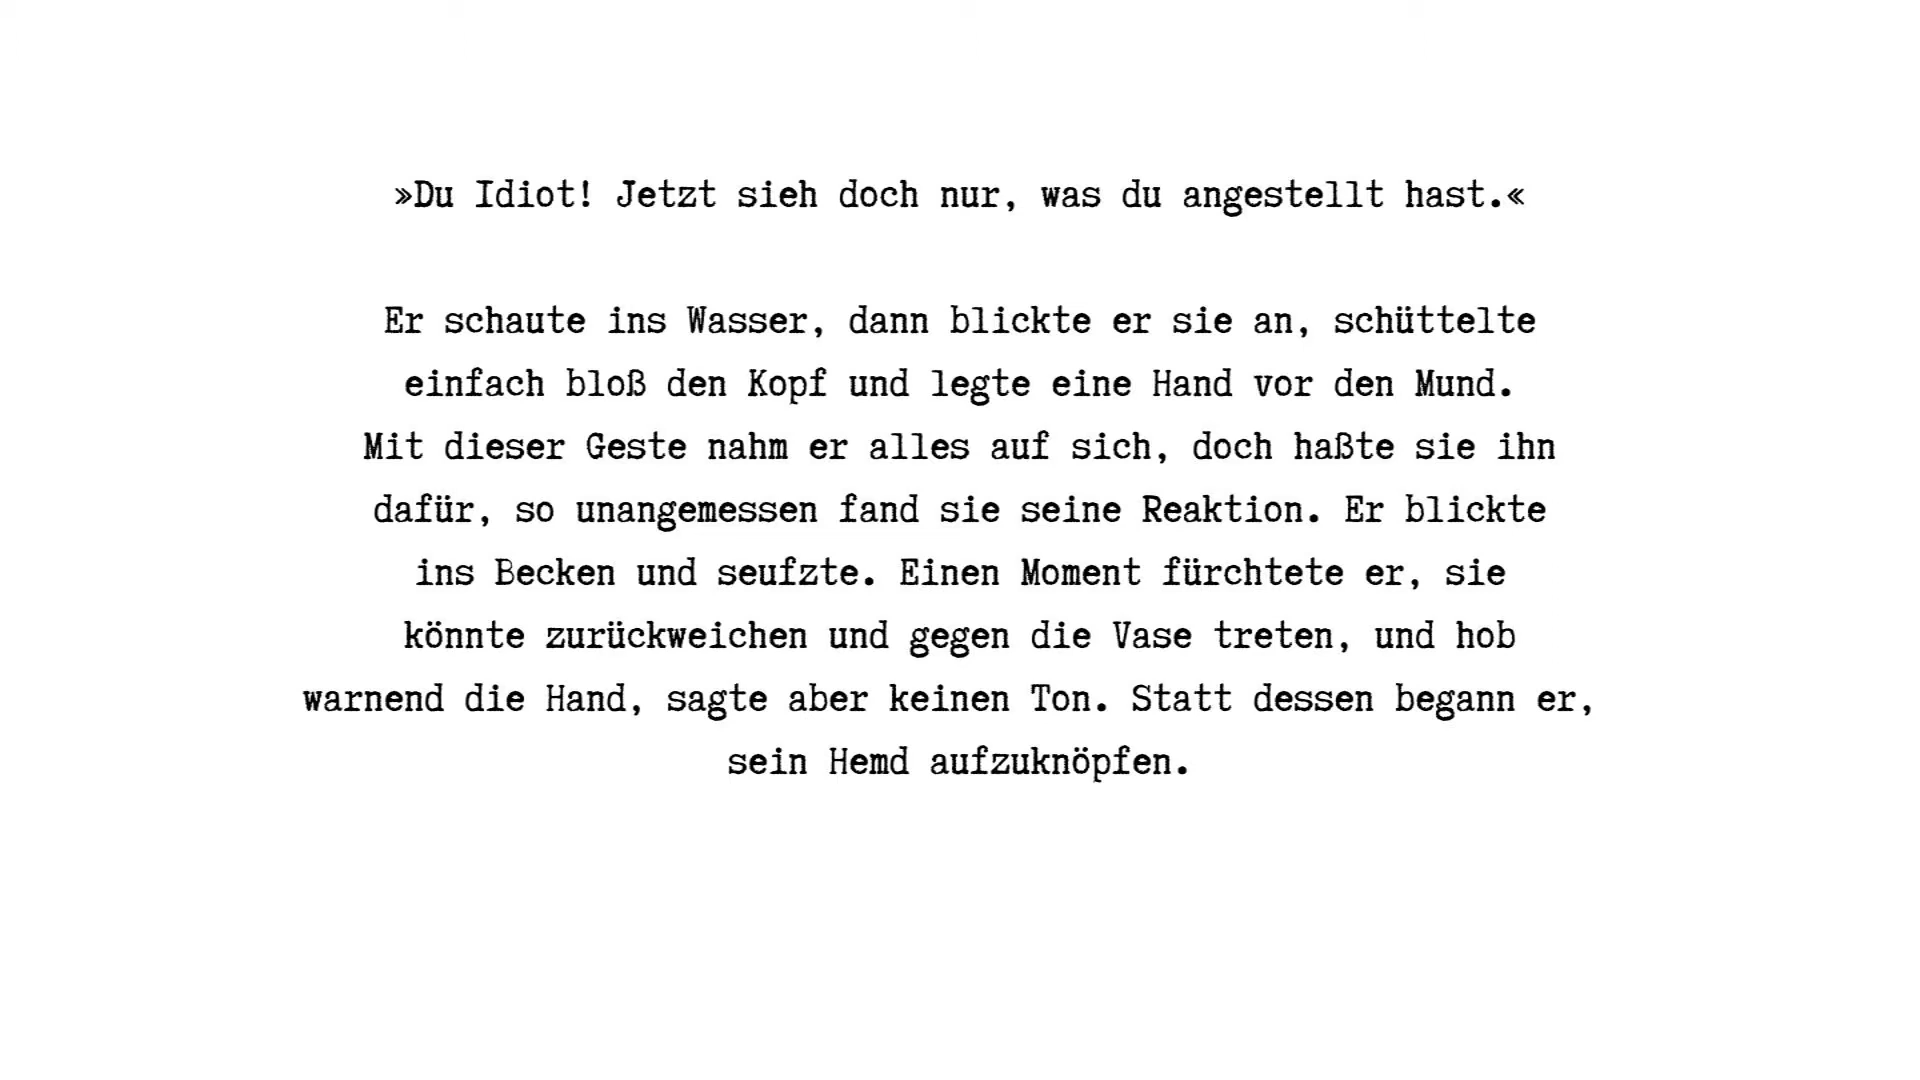 »Du Idiot! Jetzt sieh doch nur, was du angestellt hast.«
Er schaute ins Wasser, dann blickte er sie an, schüttelte
einfach bloß den Kopf und legte eine Hand vor den Mund.
Mit dieser Geste nahm er alles auf sich, doch haßte sie ihn
dafür, so unangemessen fand sie seine Reaktion. Er blickte
ins Becken und seufzte. Einen Moment fürchtete er, sie
könnte zurückweichen und gegen die Vase treten, und hob
warnend die Hand, sagte aber keinen Ton. Statt dessen begann er,
sein Hemd aufzuknöpfen.